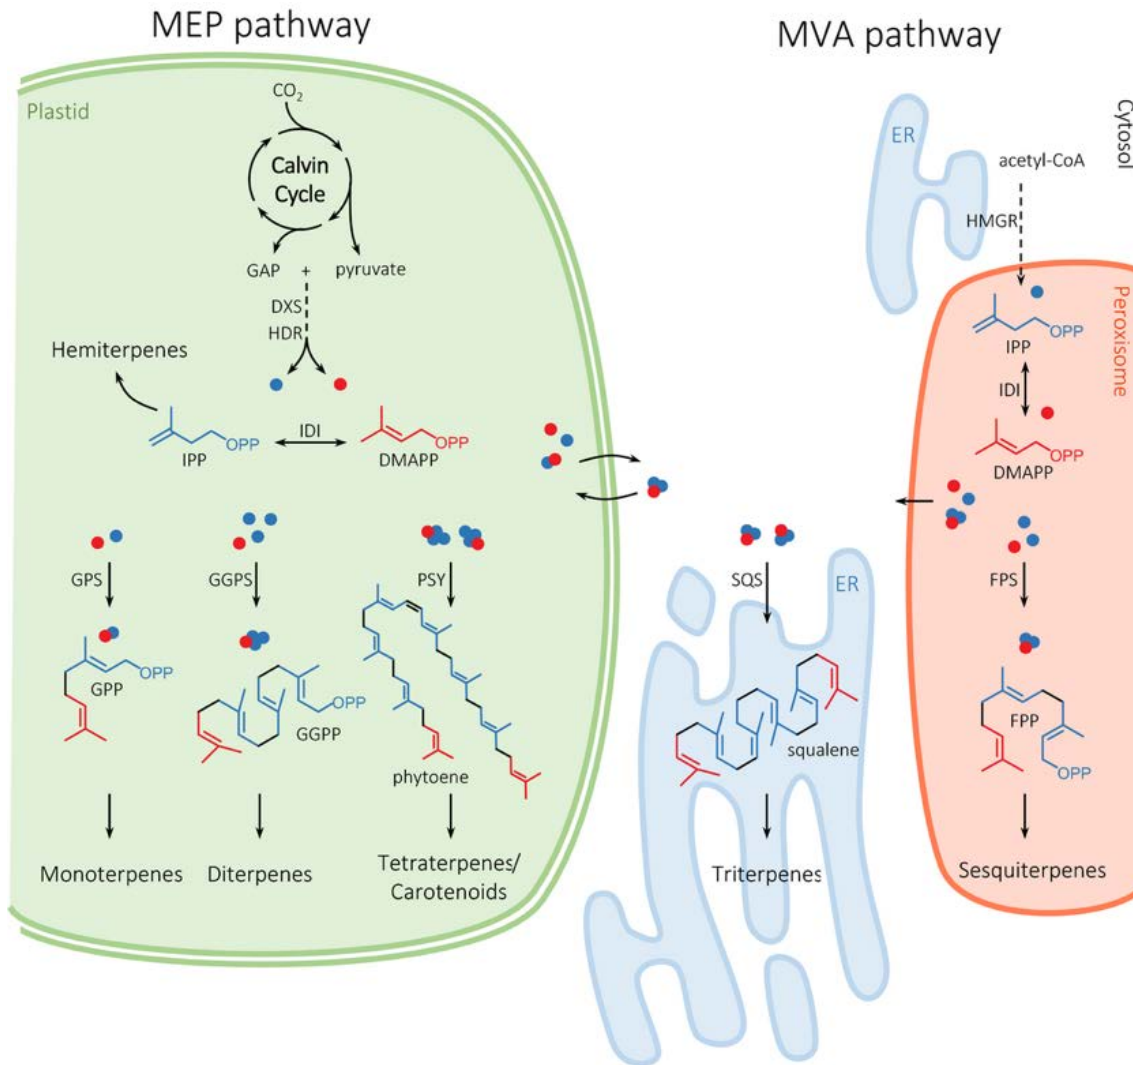 MEP pathway
MVA pathway
Plastid
CO2
Calvin
Cycle
GAP + pyruvate
DXS
HDR
Hemiterpenes
OPP
IPP
IDI
OPP
DMAPP
GPS
GGPS
PSY
OPP
GPP
OPP
GGPP
phytoene
Monoterpenes
Diterpenes
Tetraterpenes/
Carotenoids
ER
Cytosol
acetyl-CoA
HMGR
Peroxisome
OPP
IPP
IDI
OPP
DMAPP
SQS
ER
squalene
Triterpenes
FPS
FPP
OPP
Sesquiterpenes